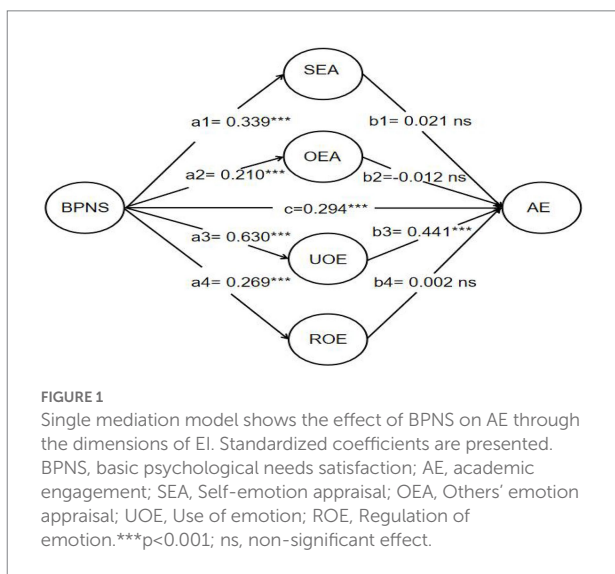 SEA
a1= 0.339***
b1= 0.021 ns
OEA
a2= 0.210***
b2=-0.012 ns
BPNS
c=0.294***
AE
a3= 0.630***
b3= 0.441***
UOE
a4= 0.269***
b4= 0.002 ns
ROE
FIGURE 1
Single mediation model shows the effect of BPNS on AE through
the dimensions of EI. Standardized coefficients are presented.
BPNS, basic psychological needs satisfaction; AE, academic
engagement; SEA, Self-emotion appraisal; OEA, Others’ emotion
appraisal; UOE, Use of emotion; ROE, Regulation of
emotion.***p<0.001; ns, non-significant effect.